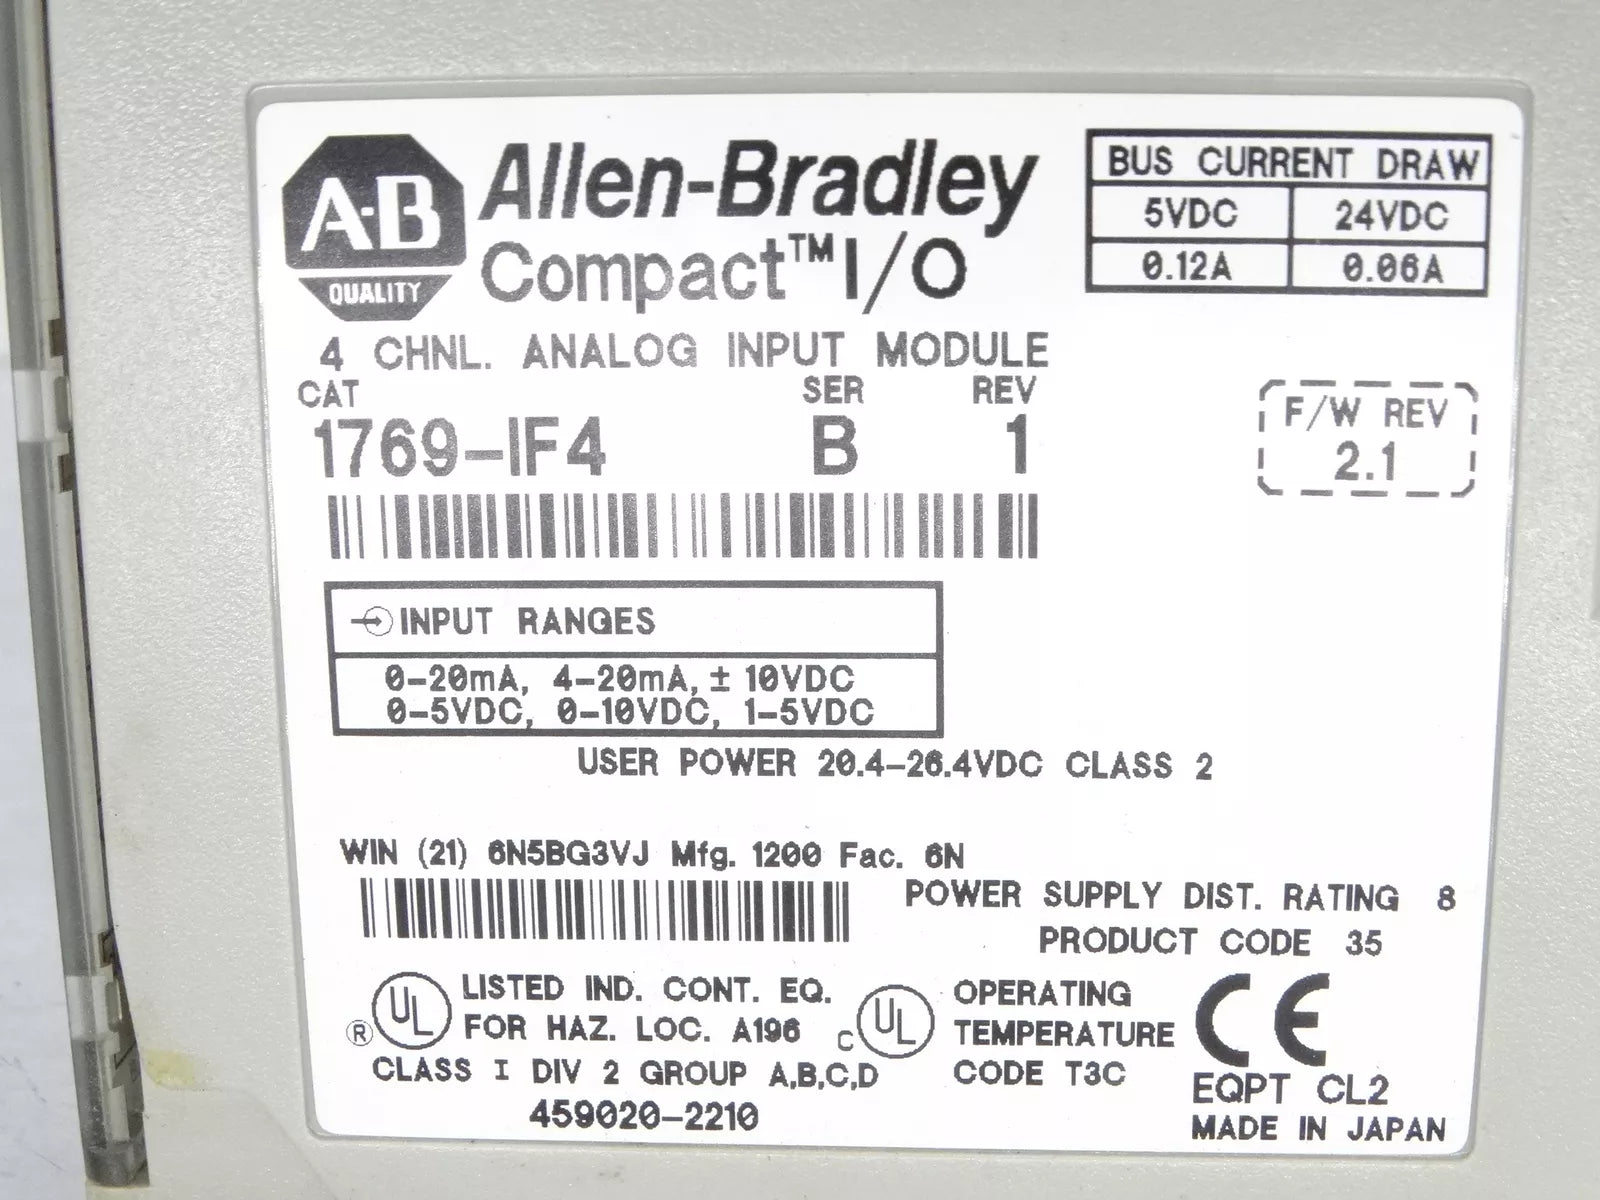 A-B
QUALITY
Allen-Bradley
Compact™ I/O
BUS CURRENT DRAW
5VDC 24VDC
0.12A 0.06A
4 CHNL. ANALOG INPUT MODULE
CAT SER REV
1769-IF4 B 1
F/W REV
2.1
INPUT RANGES
0-20mA, 4-20mA, ± 10VDC
0-5VDC, 0-10VDC, 1-5VDC
USER POWER 20.4-26.4VDC CLASS 2
WIN (21) 6N5BG3VJ Mfg. 1200 Fac. 6N
POWER SUPPLY DIST. RATING 8
PRODUCT CODE 35
® UL LISTED IND. CONT. EQ.
FOR HAZ. LOC. A196
CLASS I DIV 2 GROUP A,B,C,D
459020-2210
C UL OPERATING
TEMPERATURE
CODE T3C
CE
EQPT CL2
MADE IN JAPAN